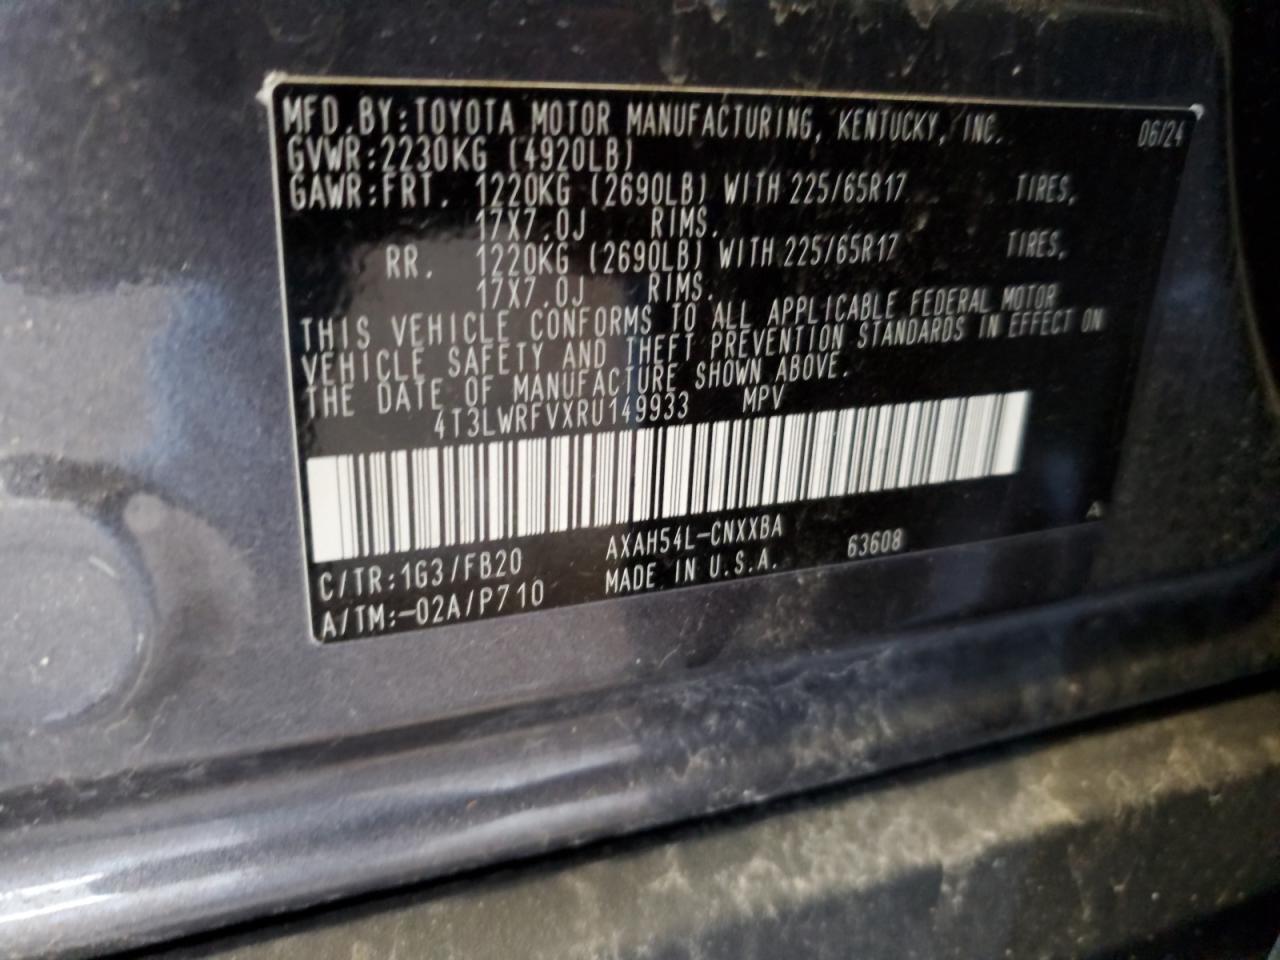 MFD.BY:TOYOTA MOTOR MANUFACTURING, KENTUCKY, INC. 06/24
GVWR:2230KG (4920LB)
GAWR:FRT. 1220KG (2690LB) WITH 225/65R17 TIRES,
17X7.0J RIMS.
RR. 1220KG (2690LB) WITH 225/65R17 TIRES,
17X7.0J RIMS.
THIS VEHICLE CONFORMS TO ALL APPLICABLE FEDERAL MOTOR
VEHICLE SAFETY AND THEFT PREVENTION STANDARDS IN EFFECT ON
THE DATE OF MANUFACTURE SHOWN ABOVE.
4T3LWRFVXRU149933 MPV
A
C/TR:1G3/FB20 AXAH54L-CNXXBA 63608
A/TM:-02A/P710 MADE IN U.S.A.